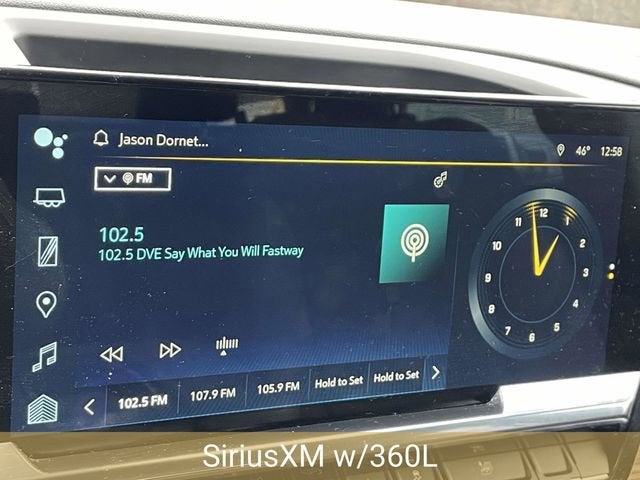 Jason Dornet...
46° 12:58
FM
102.5
102.5 DVE Say What You Will Fastway
12
1
2
3
4
5
6
7
8
9
10
11
102.5 FM 107.9 FM 105.9 FM Hold to Set Hold to Set
SiriusXM w/360L